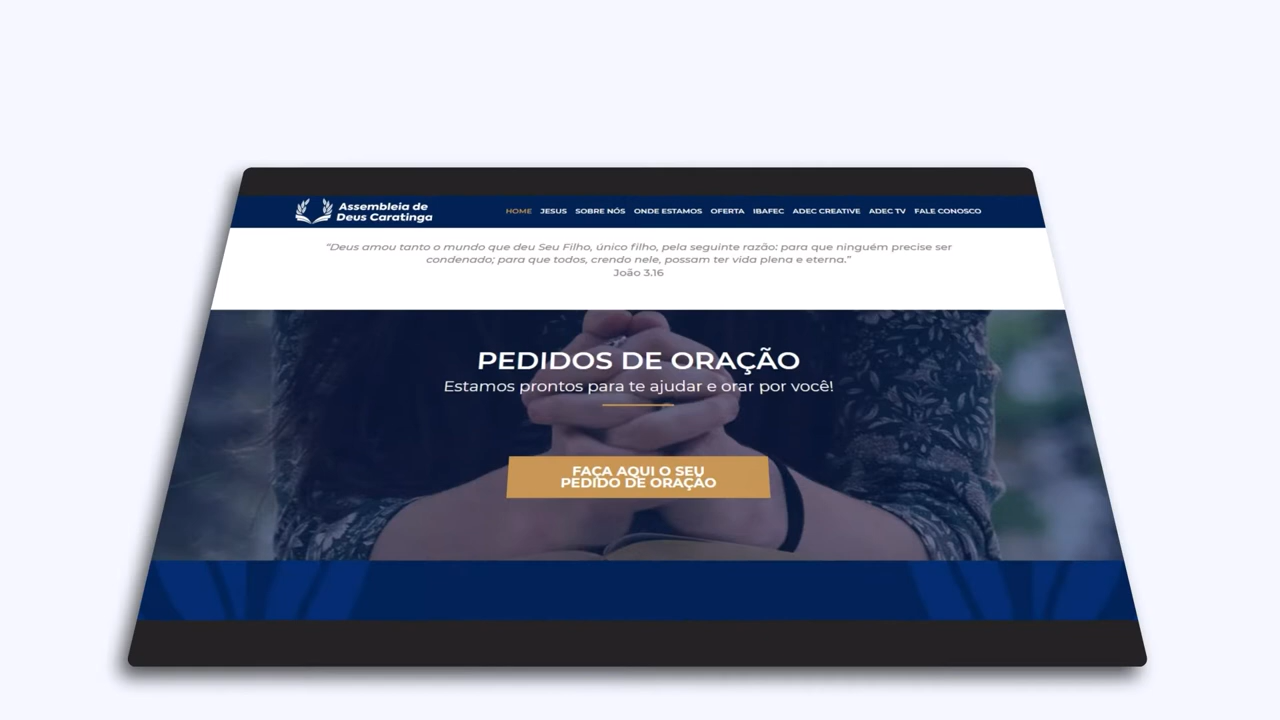 Assembleia de
Deus Caratinga
HOME JESUS SOBRE NÓS ONDE ESTAMOS OFERTA IBAFEC ADEC CREATIVE ADEC TV FALE CONOSCO
“Deus amou tanto o mundo que deu Seu Filho, único filho, pela seguinte razão: para que ninguém precise ser
condenado; para que todos, crendo nele, possam ter vida plena e eterna.”
João 3.16
PEDIDOS DE ORAÇÃO
Estamos prontos para te ajudar e orar por você!
FAÇA AQUI O SEU
PEDIDO DE ORAÇÃO